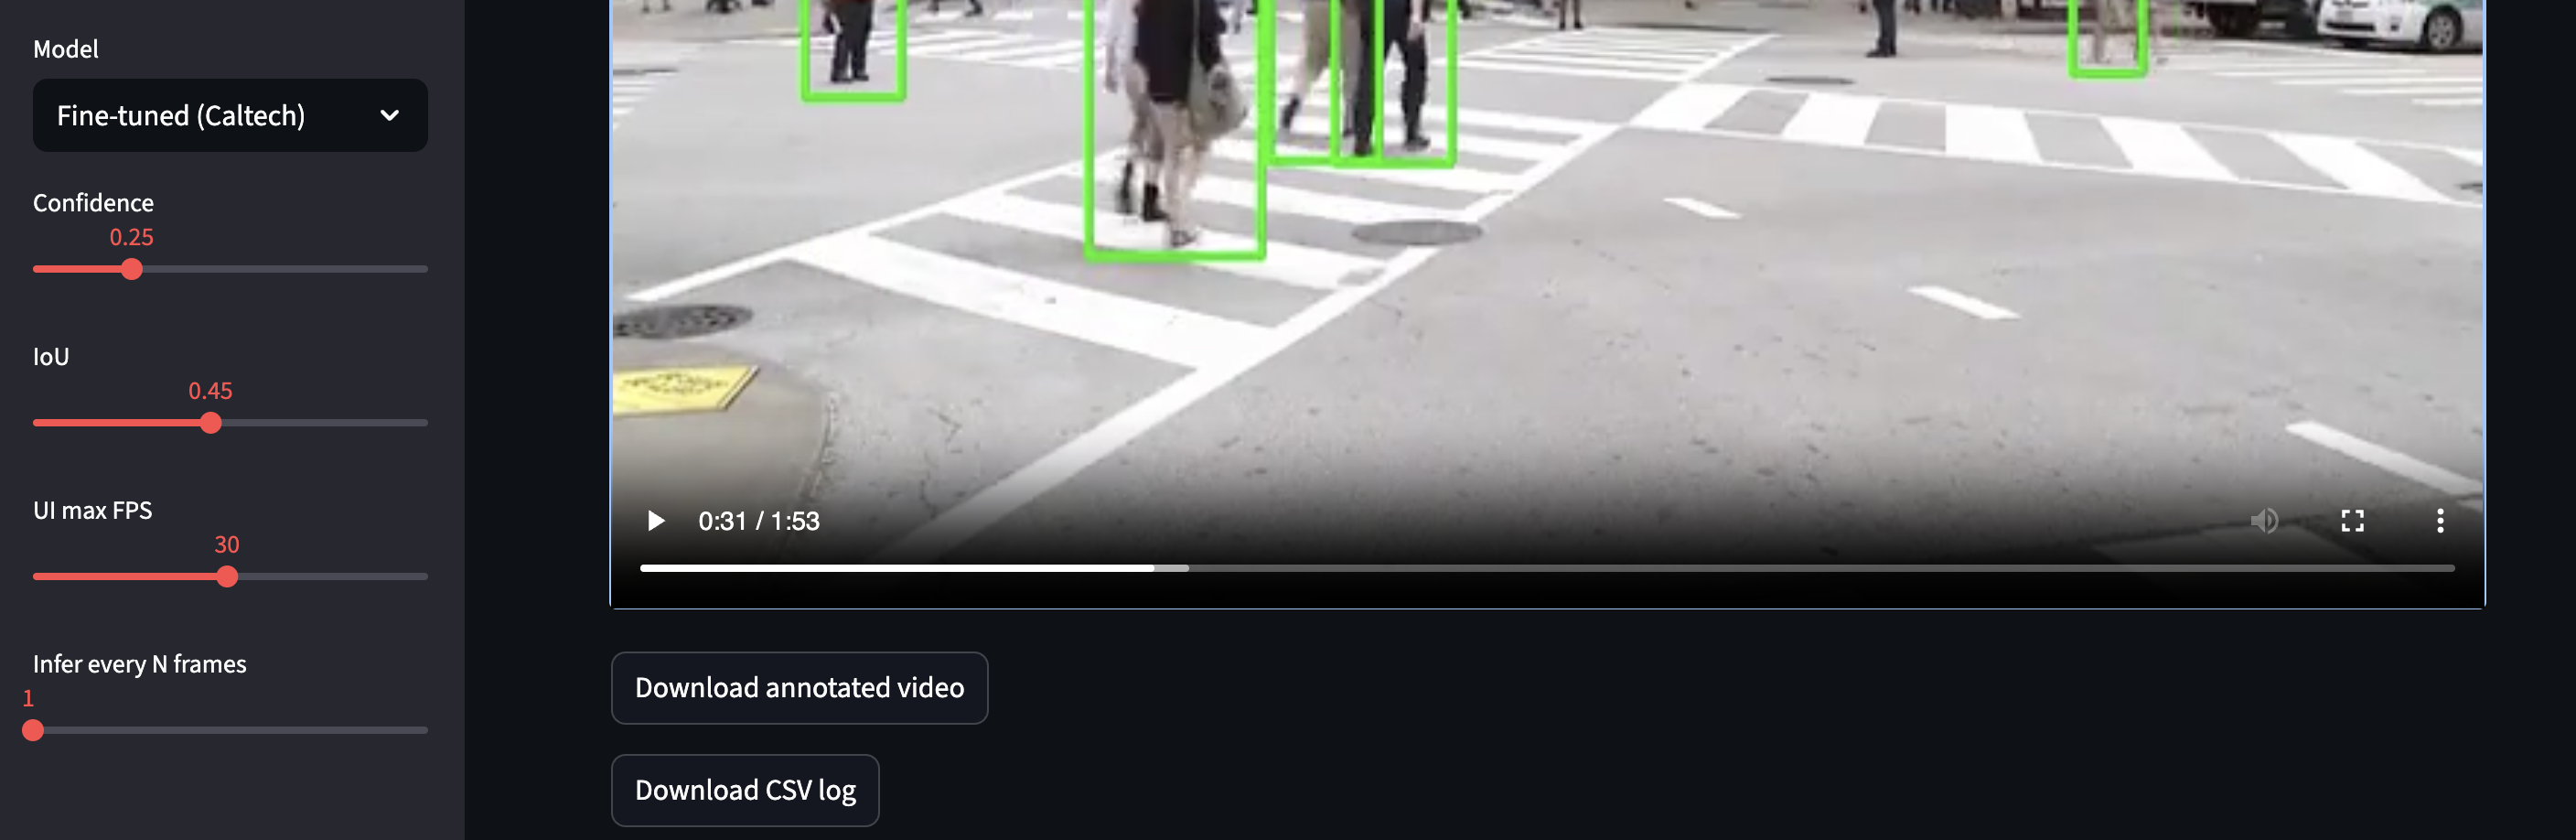 Model
Fine-tuned (Caltech)
Confidence
0.25
IoU
0.45
UI max FPS
30
Infer every N frames
1
0:31 / 1:53
Download annotated video
Download CSV log